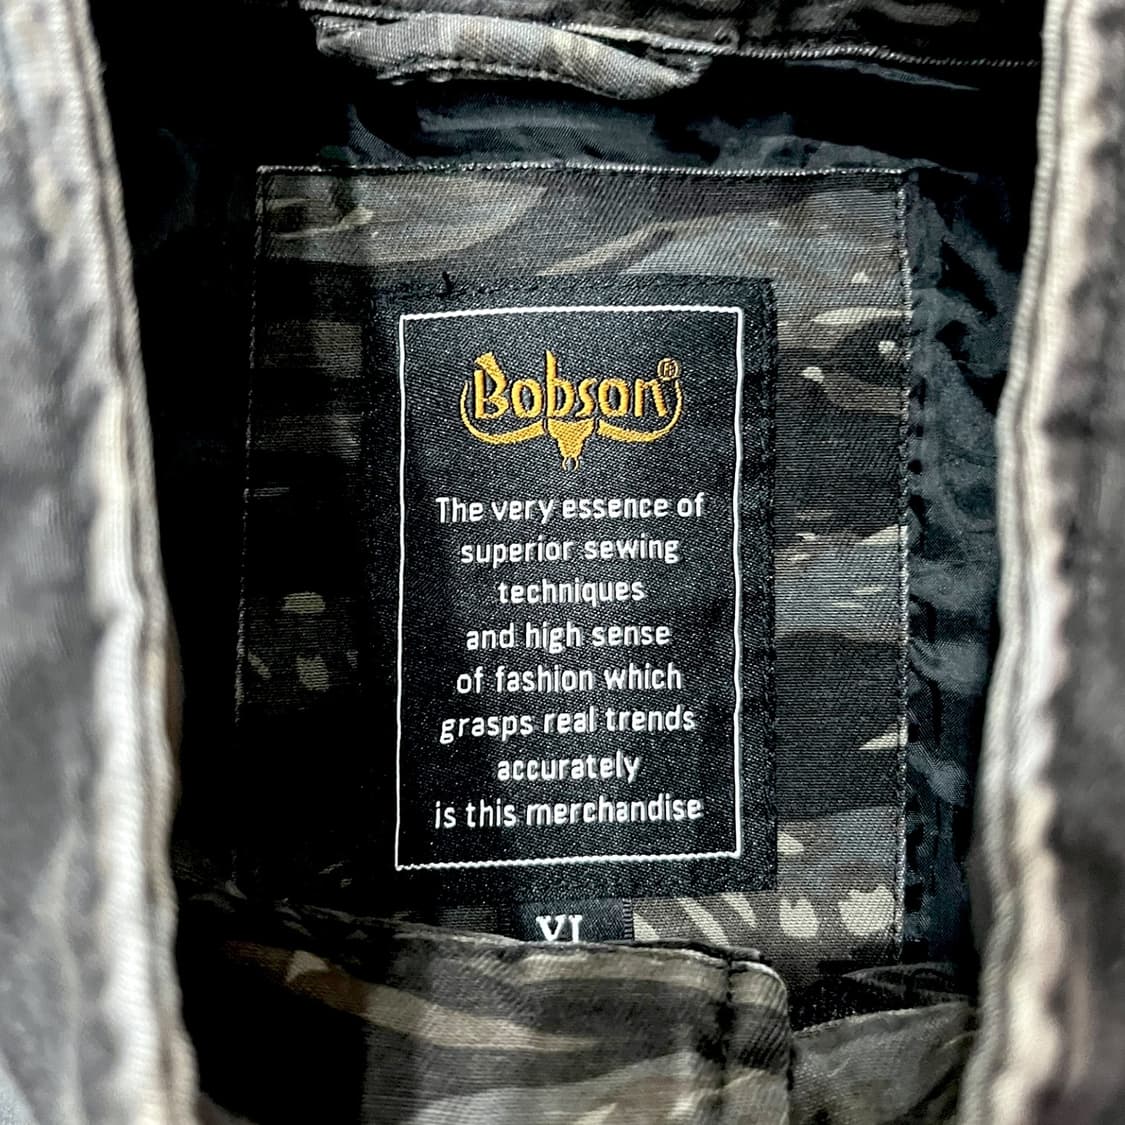 Bobson®
The very essence of
superior sewing
techniques
and high sense
of fashion which
grasps real trends
accurately
is this merchandise